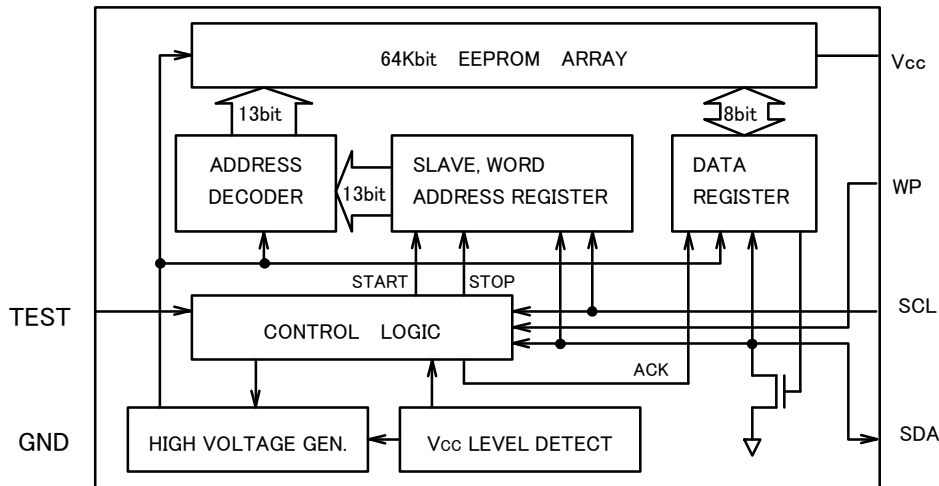 64Kbit EEPROM ARRAY
Vcc
13bit
8bit
ADDRESS
DECODER
13bit
SLAVE, WORD
ADDRESS REGISTER
DATA
REGISTER
WP
START
STOP
TEST
CONTROL LOGIC
SCL
ACK
GND
HIGH VOLTAGE GEN.
Vcc LEVEL DETECT
SDA